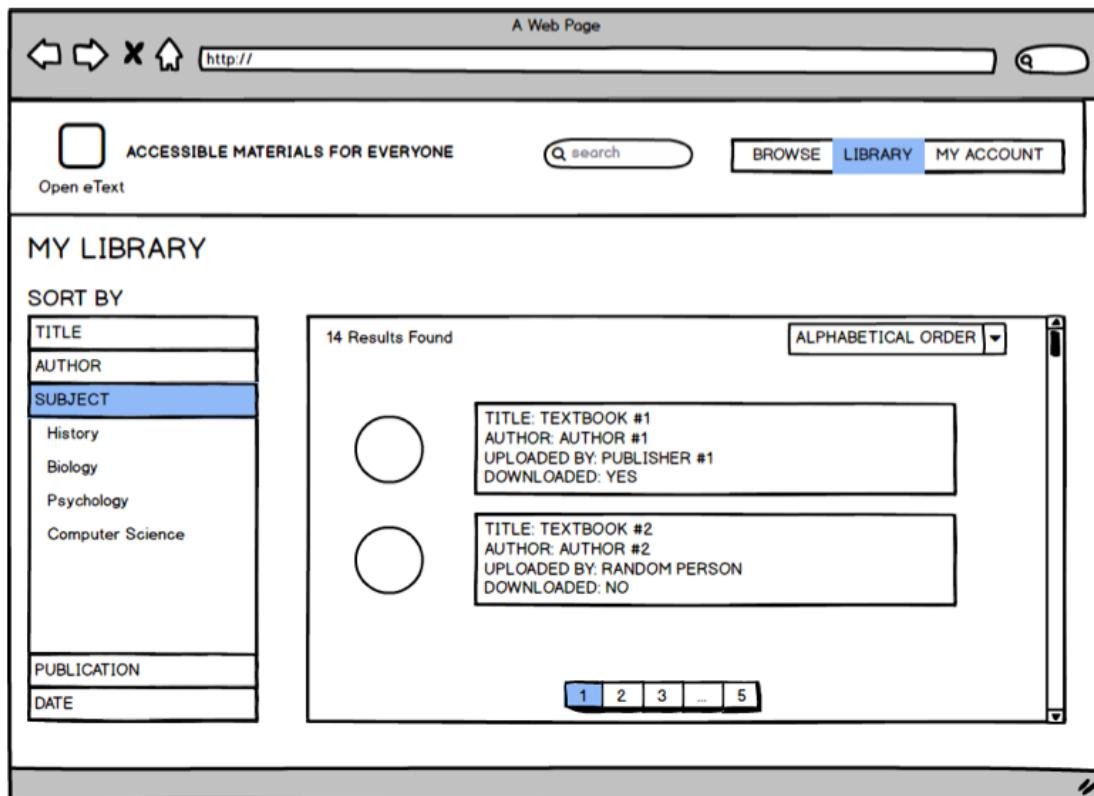 A Web Page
http://
ACCESSIBLE MATERIALS FOR EVERYONE
search
BROWSE LIBRARY MY ACCOUNT
Open eText
MY LIBRARY
SORT BY
TITLE
AUTHOR
SUBJECT
History
Biology
Psychology
Computer Science
PUBLICATION
DATE
14 Results Found
ALPHABETICAL ORDER
TITLE: TEXTBOOK #1
AUTHOR: AUTHOR #1
UPLOADED BY: PUBLISHER #1
DOWNLOADED: YES
TITLE: TEXTBOOK #2
AUTHOR: AUTHOR #2
UPLOADED BY: RANDOM PERSON
DOWNLOADED: NO
1 2 3 ... 5